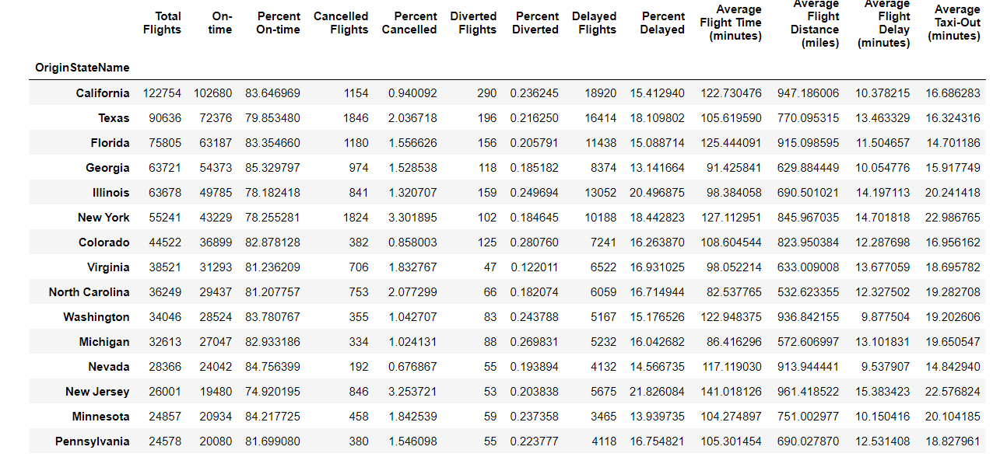 Total Flights On-time Percent On-time Cancelled Flights Percent Cancelled Diverted Flights Percent Diverted Delayed Flights Percent Delayed Average Flight Time (minutes) Average Flight Distance (miles) Average Flight Delay (minutes) Average Taxi-Out (minutes)
OriginStateName
California 122754 102680 83.646969 1154 0.940092 290 0.236245 18920 15.412940 122.730476 947.186006 10.378215 16.686283
Texas 90636 72376 79.853480 1846 2.036718 196 0.216250 16414 18.109802 105.619590 770.095315 13.463329 16.324316
Florida 75805 63187 83.354660 1180 1.556626 156 0.205791 11438 15.088714 125.444091 915.098595 11.504657 14.701186
Georgia 63721 54373 85.329797 974 1.528538 118 0.185182 8374 13.141664 91.425841 629.884449 10.054776 15.917749
Illinois 63678 49785 78.182418 841 1.320707 159 0.249694 13052 20.496875 98.384058 690.501021 14.197113 20.241418
New York 55241 43229 78.255281 1824 3.301895 102 0.184645 10188 18.442823 127.112951 845.967035 14.701818 22.986765
Colorado 44522 36899 82.878128 382 0.858003 125 0.280760 7241 16.263870 108.604544 823.950384 12.287698 16.956162
Virginia 38521 31293 81.236209 706 1.832767 47 0.122011 6522 16.931025 98.052214 633.009008 13.677059 18.695782
North Carolina 36249 29437 81.207757 753 2.077299 66 0.182074 6059 16.714944 82.537765 532.623355 12.327502 19.282708
Washington 34046 28524 83.780767 355 1.042707 83 0.243788 5167 15.176526 122.948375 936.842155 9.877504 19.202606
Michigan 32613 27047 82.933186 334 1.024131 88 0.269831 5232 16.042682 86.416296 572.606997 13.101831 19.650547
Nevada 28366 24042 84.756399 192 0.676867 55 0.193894 4132 14.566735 117.119030 913.944441 9.537907 14.842940
New Jersey 26001 19480 74.920195 846 3.253721 53 0.203838 5675 21.826084 141.018126 961.418522 15.383423 22.576824
Minnesota 24857 20934 84.217725 458 1.842539 59 0.237358 3465 13.939735 104.274897 751.002977 10.150416 20.104185
Pennsylvania 24578 20080 81.699080 380 1.546098 55 0.223777 4118 16.754821 105.301454 690.027870 12.531408 18.827961